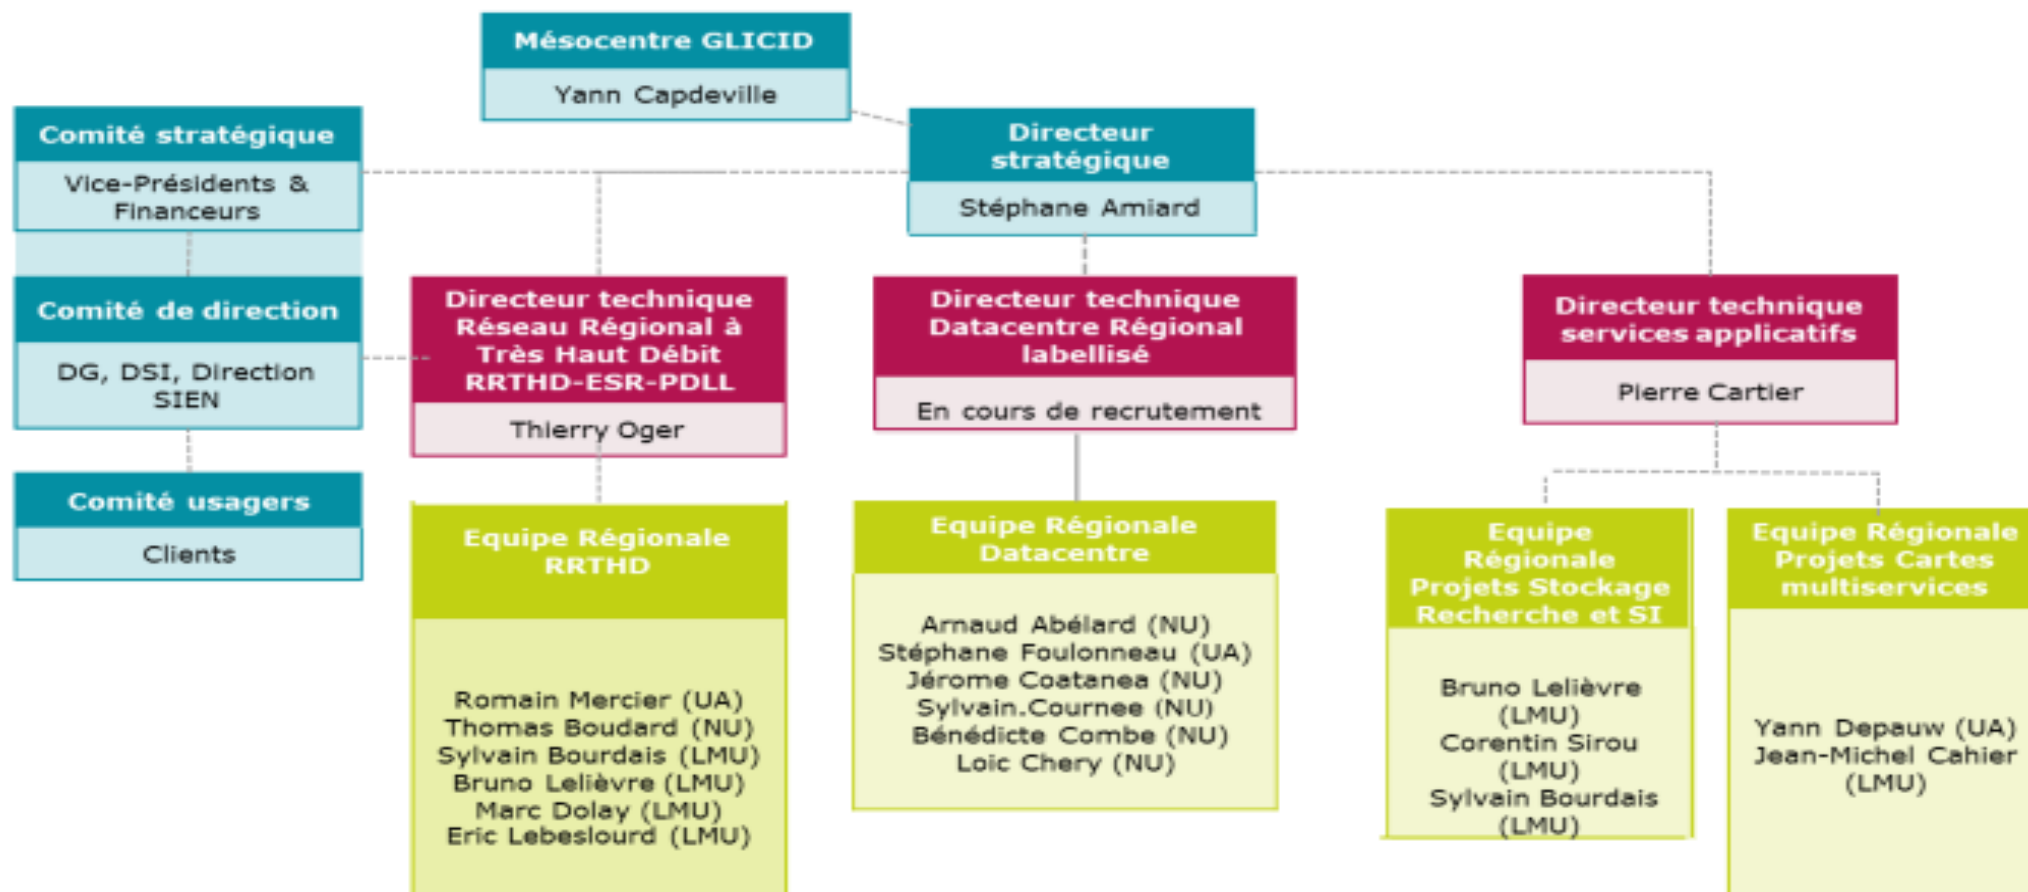 Mésocentre GLICID
Yann Capdeville
Comité stratégique
Vice-Présidents &
Financeurs
Directeur
stratégique
Stéphane Amiard
Comité de direction
DG, DSI, Direction
SIEN
Comité usagers
Clients
Directeur technique
Réseau Régional à
Très Haut Débit
RRTHD-ESR-PDLL
Thierry Oger
Directeur technique
Datacentre Régional
labellisé
En cours de recrutement
Directeur technique
services applicatifs
Pierre Cartier
Equipe Régionale
RRTHD
Romain Mercier (UA)
Thomas Boudard (NU)
Sylvain Bourdais (LMU)
Bruno Lelièvre (LMU)
Marc Dolay (LMU)
Eric Lebeslourd (LMU)
Equipe Régionale
Datacentre
Arnaud Abélard (NU)
Stéphane Foulonneau (UA)
Jérome Coatanea (NU)
Sylvain.Cournee (NU)
Bénédicte Combe (NU)
Loic Chery (NU)
Equipe
Régionale
Projets Stockage
Recherche et SI
Bruno Lelièvre
(LMU)
Corentin Sirou
(LMU)
Sylvain Bourdais
(LMU)
Equipe Régionale
Projets Cartes
multiservices
Yann Depauw (UA)
Jean-Michel Cahier
(LMU)